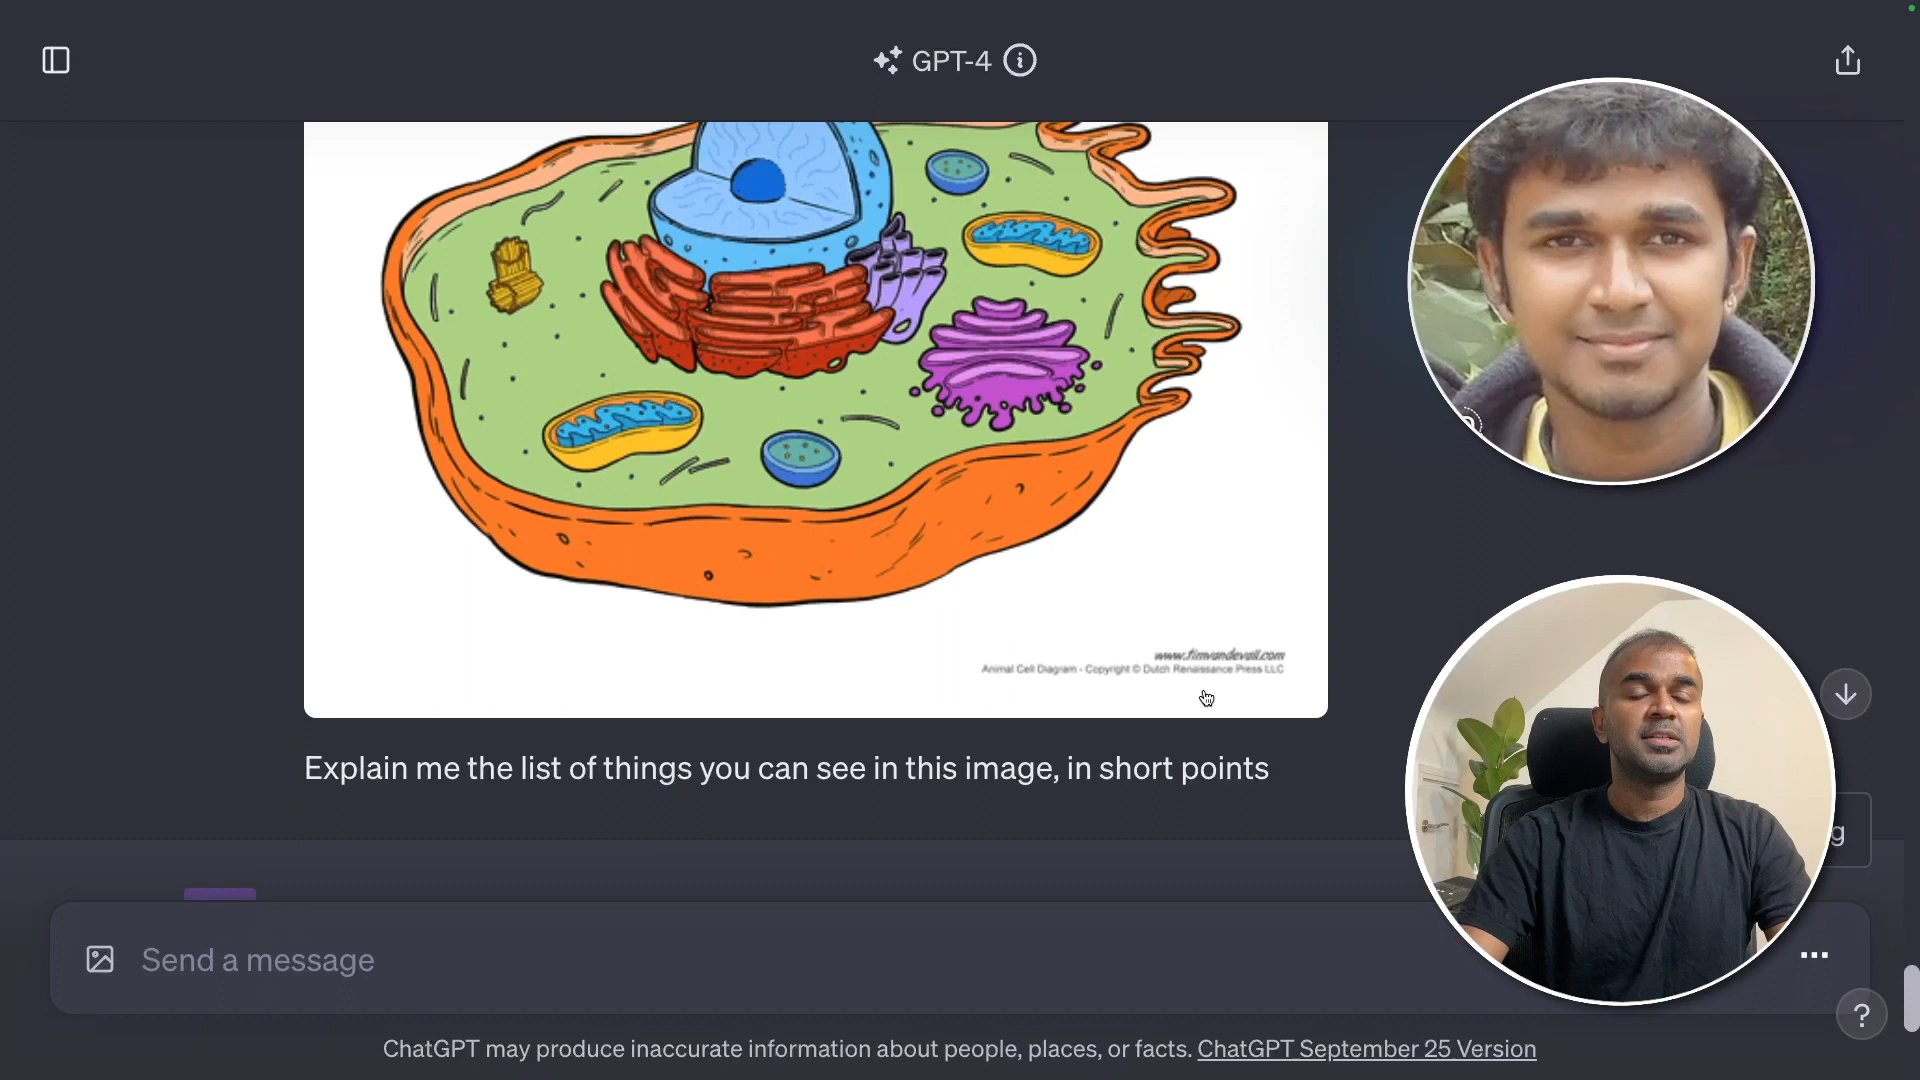 GPT-4
www.timvandevall.com
Animal Cell Diagram - Copyright © Dutch Renaissance Press LLC
Explain me the list of things you can see in this image, in short points
g
Send a message
ChatGPT may produce inaccurate information about people, places, or facts. ChatGPT September 25 Version
?